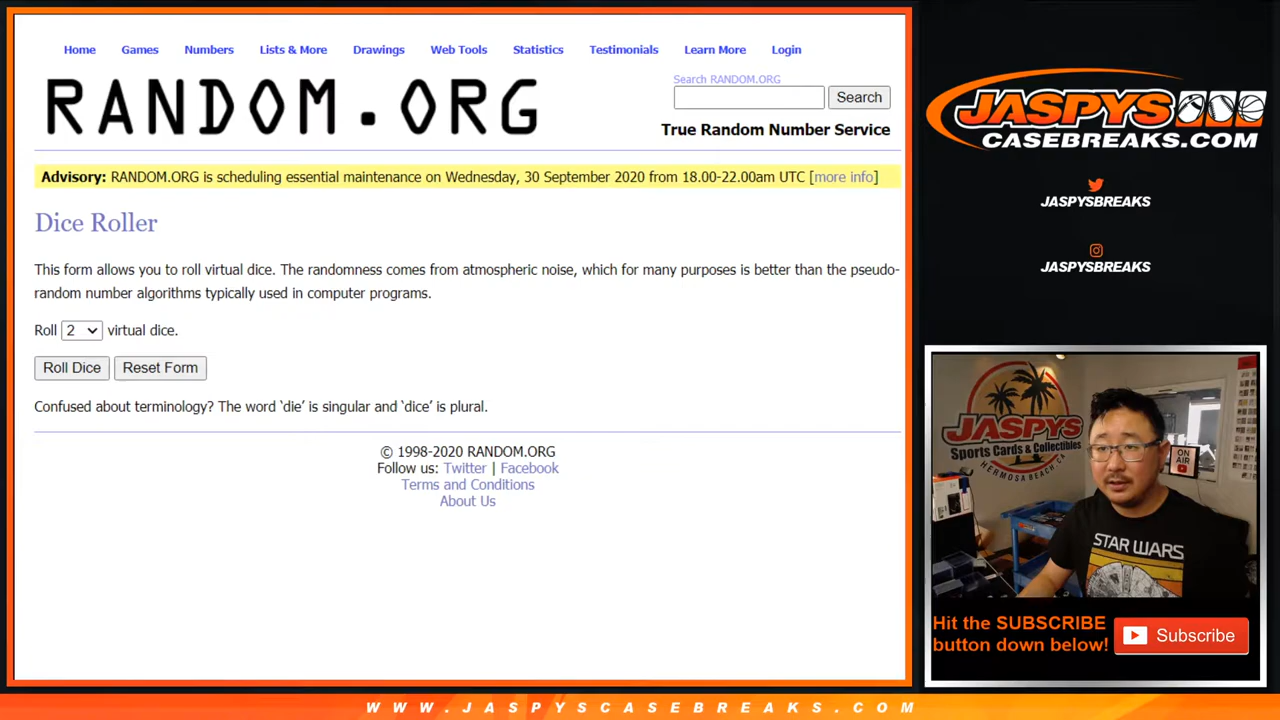 Home Games Numbers Lists & More Drawings Web Tools Statistics Testimonials Learn More Login
RANDOM.ORG
Search RANDOM.ORG
Search
True Random Number Service
Advisory: RANDOM.ORG is scheduling essential maintenance on Wednesday, 30 September 2020 from 18.00-22.00am UTC [more info]
Dice Roller
This form allows you to roll virtual dice. The randomness comes from atmospheric noise, which for many purposes is better than the pseudo-
random number algorithms typically used in computer programs.
Roll 2 virtual dice.
Roll Dice Reset Form
Confused about terminology? The word ‘die’ is singular and ‘dice’ is plural.
© 1998-2020 RANDOM.ORG
Follow us: Twitter | Facebook
Terms and Conditions
About Us
JASPYS
CASEBREAKS.COM
JASPYSBREAKS
JASPYSBREAKS
JASPYS
Sports Cards & Collectibles
HERMOSA BEACH, CA
ON
AIR
STAR WARS
Hit the SUBSCRIBE
button down below!
Subscribe
WWW.JASPYSCASEBREAKS.COM